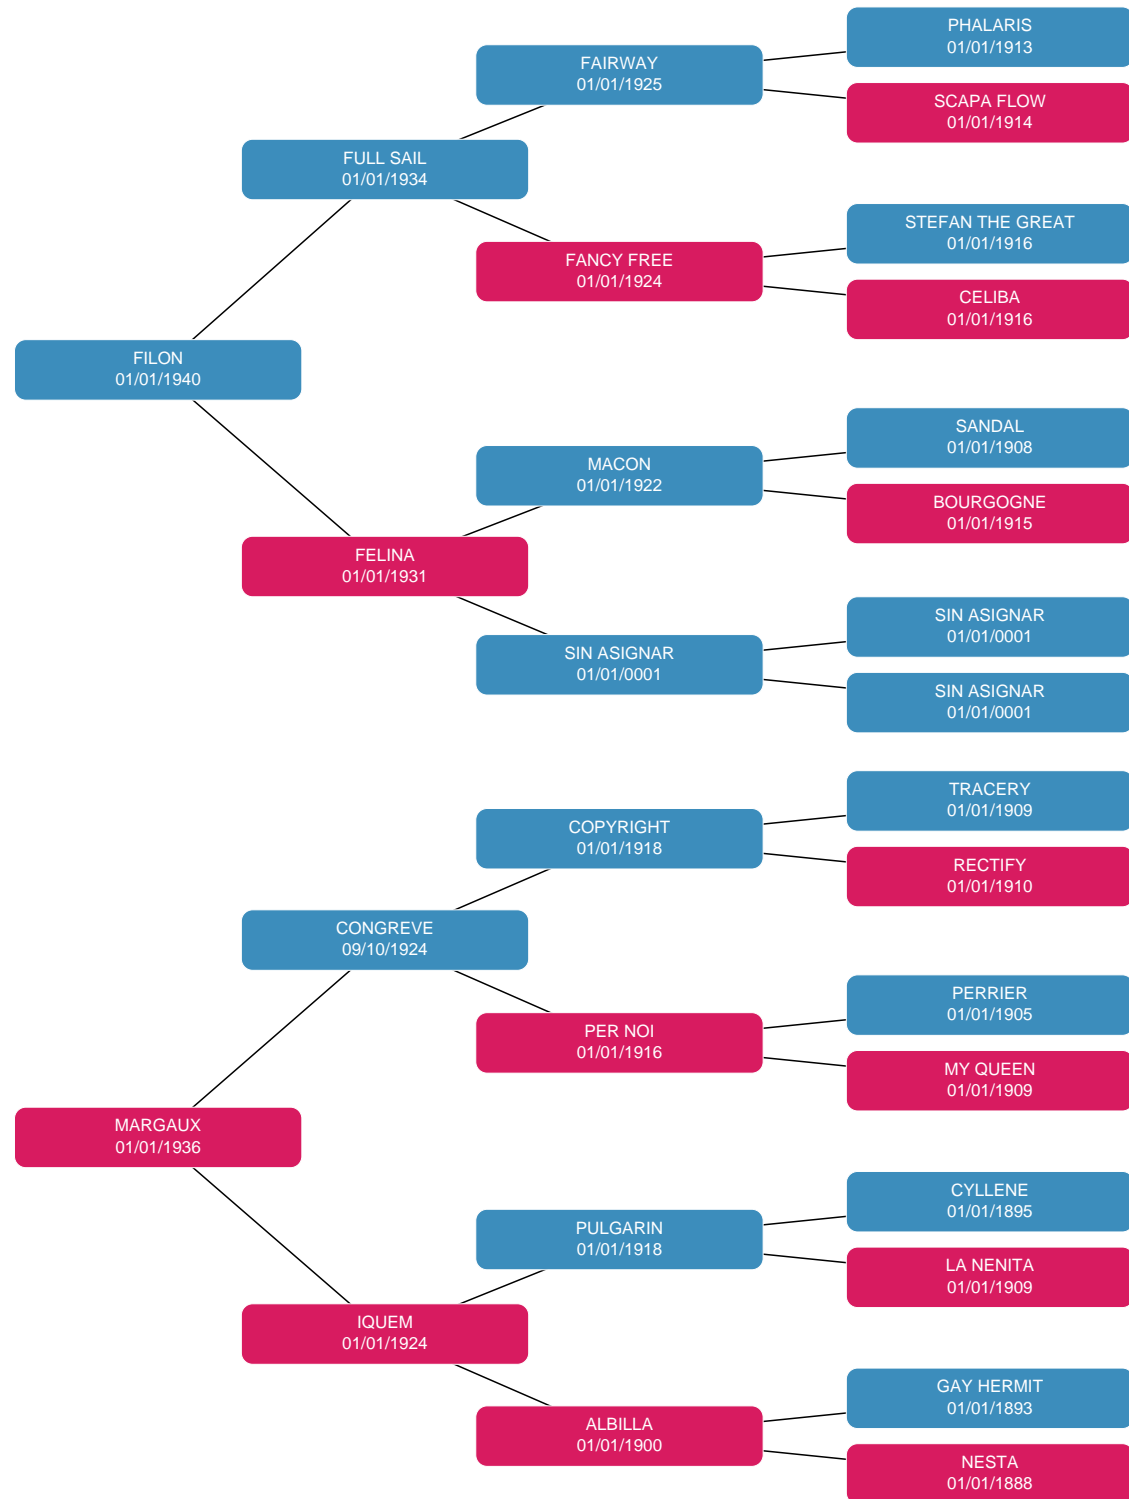 PHALARIS
01/01/1913
FAIRWAY
01/01/1925
SCAPA FLOW
01/01/1914
FULL SAIL
01/01/1934
STEFAN THE GREAT
01/01/1916
FANCY FREE
01/01/1924
CELIBA
01/01/1916
FILON
01/01/1940
SANDAL
01/01/1908
MACON
01/01/1922
BOURGOGNE
01/01/1915
FELINA
01/01/1931
SIN ASIGNAR
01/01/0001
SIN ASIGNAR
01/01/0001
SIN ASIGNAR
01/01/0001
TRACERY
01/01/1909
COPYRIGHT
01/01/1918
RECTIFY
01/01/1910
CONGREVE
09/10/1924
PERRIER
01/01/1905
PER NOI
01/01/1916
MY QUEEN
01/01/1909
MARGAUX
01/01/1936
CYLLENE
01/01/1895
PULGARIN
01/01/1918
LA NENITA
01/01/1909
IQUEM
01/01/1924
GAY HERMIT
01/01/1893
ALBILLA
01/01/1900
NESTA
01/01/1888